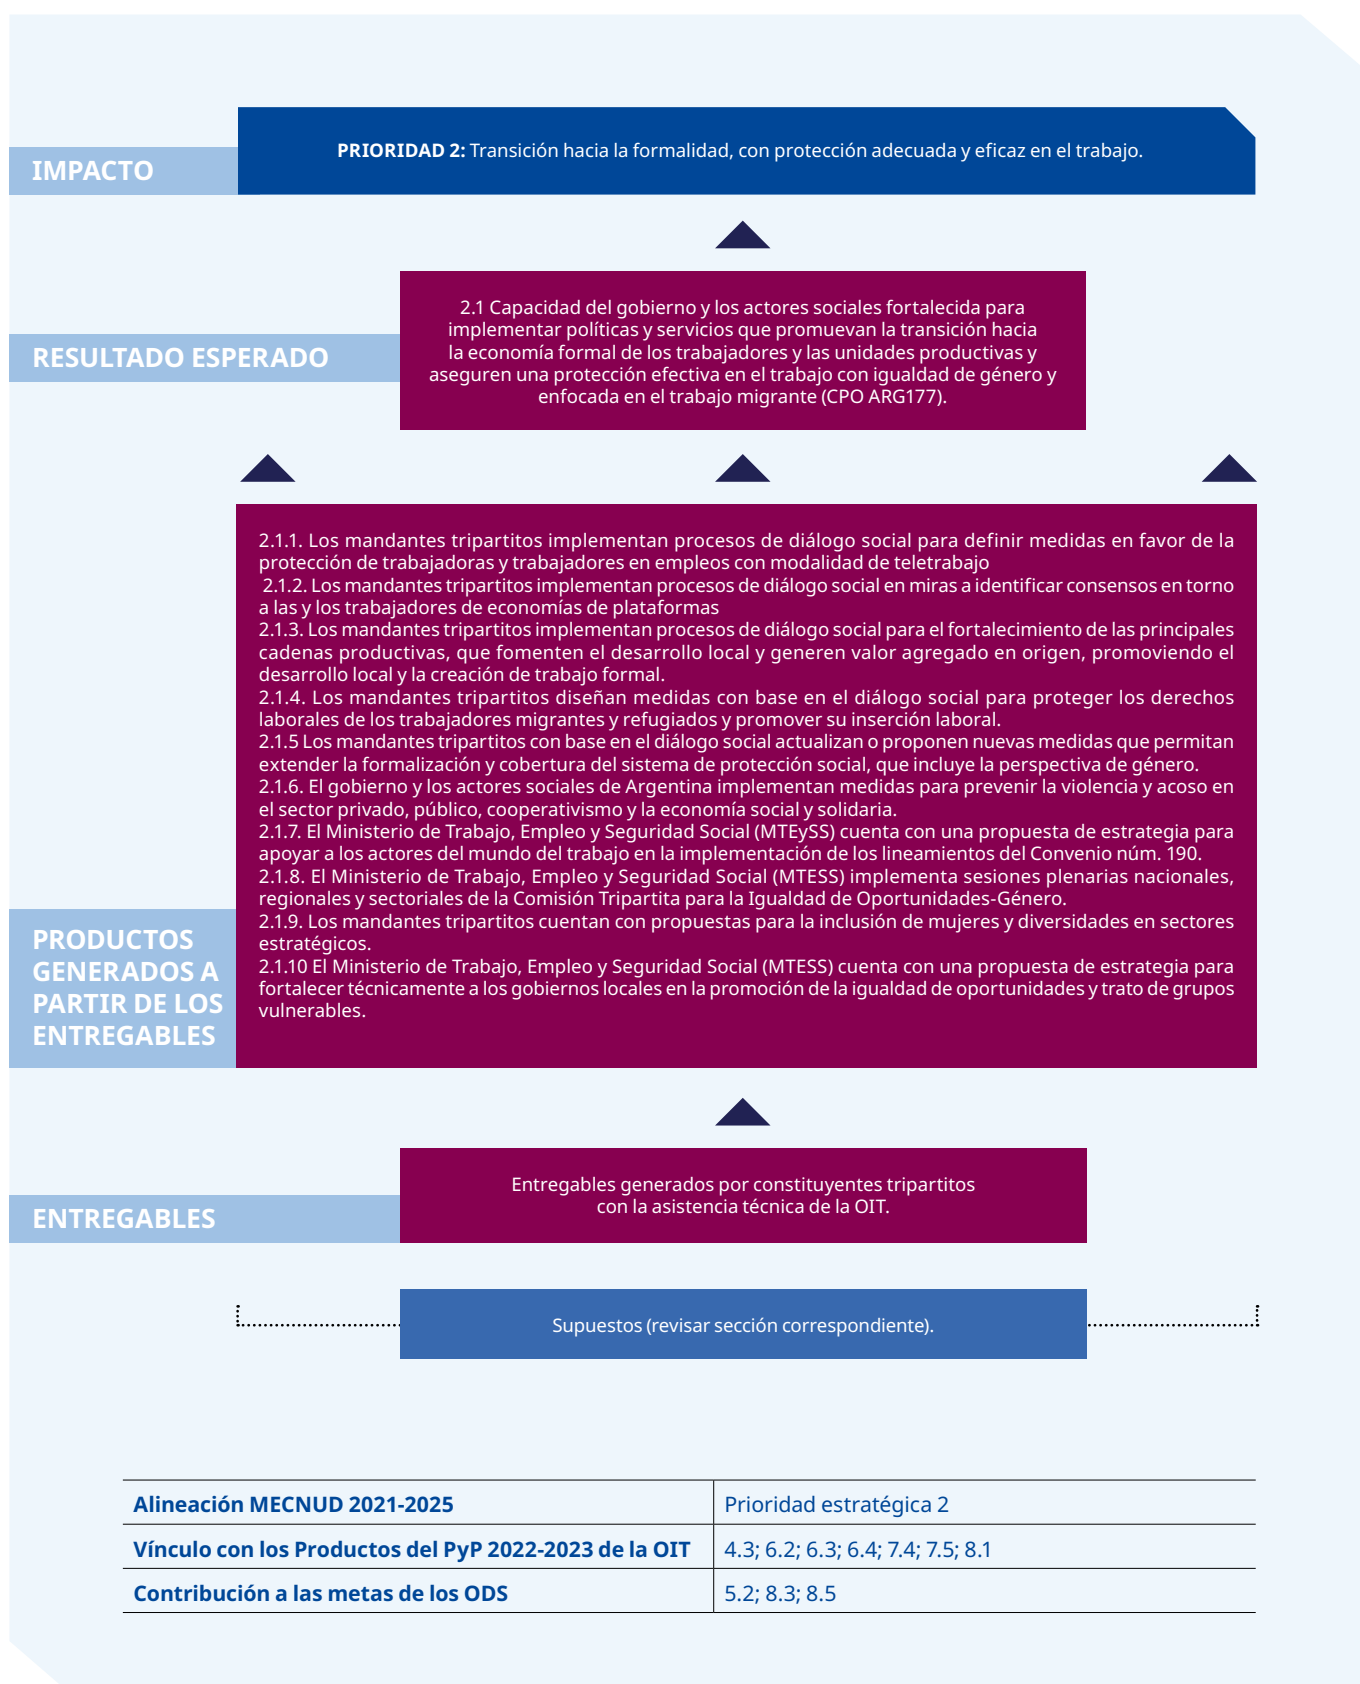 IMPACTO
PRIORIDAD 2: Transición hacia la formalidad, con protección adecuada y eficaz en el trabajo.
RESULTADO ESPERADO
2.1 Capacidad del gobierno y los actores sociales fortalecida para
implementar políticas y servicios que promuevan la transición hacia
la economía formal de los trabajadores y las unidades productivas y
aseguren una protección efectiva en el trabajo con igualdad de género y
enfocada en el trabajo migrante (CPO ARG177).
2.1.1. Los mandantes tripartitos implementan procesos de diálogo social para definir medidas en favor de la
protección de trabajadoras y trabajadores en empleos con modalidad de teletrabajo
2.1.2. Los mandantes tripartitos implementan procesos de diálogo social en miras a identificar consensos en torno
a las y los trabajadores de economías de plataformas
2.1.3. Los mandantes tripartitos implementan procesos de diálogo social para el fortalecimiento de las principales
cadenas productivas, que fomenten el desarrollo local y generen valor agregado en origen, promoviendo el
desarrollo local y la creación de trabajo formal.
2.1.4. Los mandantes tripartitos diseñan medidas con base en el diálogo social para proteger los derechos
laborales de los trabajadores migrantes y refugiados y promover su inserción laboral.
2.1.5 Los mandantes tripartitos con base en el diálogo social actualizan o proponen nuevas medidas que permitan
extender la formalización y cobertura del sistema de protección social, que incluye la perspectiva de género.
2.1.6. El gobierno y los actores sociales de Argentina implementan medidas para prevenir la violencia y acoso en
el sector privado, público, cooperativismo y la economía social y solidaria.
2.1.7. El Ministerio de Trabajo, Empleo y Seguridad Social (MTEySS) cuenta con una propuesta de estrategia para
apoyar a los actores del mundo del trabajo en la implementación de los lineamientos del Convenio núm. 190.
2.1.8. El Ministerio de Trabajo, Empleo y Seguridad Social (MTESS) implementa sesiones plenarias nacionales,
regionales y sectoriales de la Comisión Tripartita para la Igualdad de Oportunidades-Género.
2.1.9. Los mandantes tripartitos cuentan con propuestas para la inclusión de mujeres y diversidades en sectores
estratégicos.
2.1.10 El Ministerio de Trabajo, Empleo y Seguridad Social (MTESS) cuenta con una propuesta de estrategia para
fortalecer técnicamente a los gobiernos locales en la promoción de la igualdad de oportunidades y trato de grupos
vulnerables.
PRODUCTOS
GENERADOS A
PARTIR DE LOS
ENTREGABLES
ENTREGABLES
Entregables generados por constituyentes tripartitos
con la asistencia técnica de la OIT.
Supuestos (revisar sección correspondiente).
Alineación MECNUD 2021-2025 Prioridad estratégica 2
Vínculo con los Productos del PyP 2022-2023 de la OIT 4.3; 6.2; 6.3; 6.4; 7.4; 7.5; 8.1
Contribución a las metas de los ODS 5.2; 8.3; 8.5